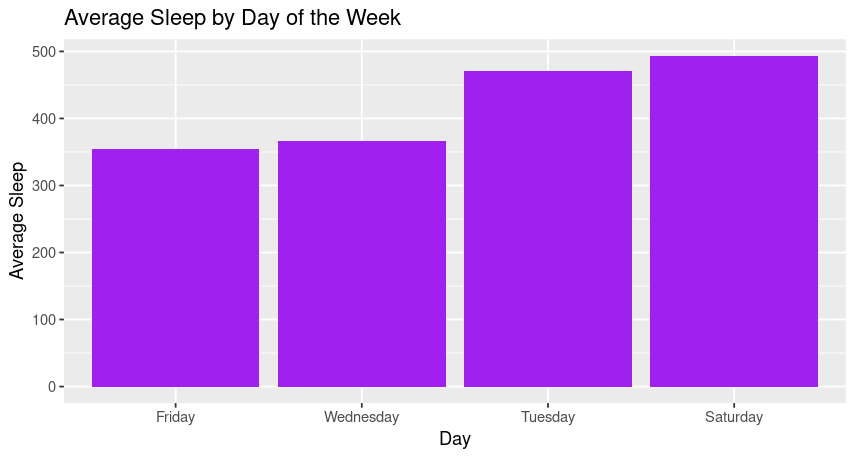 Average Sleep by Day of the Week
Average Sleep
500
400
300
200
100
0
Friday Wednesday Tuesday Saturday
Day